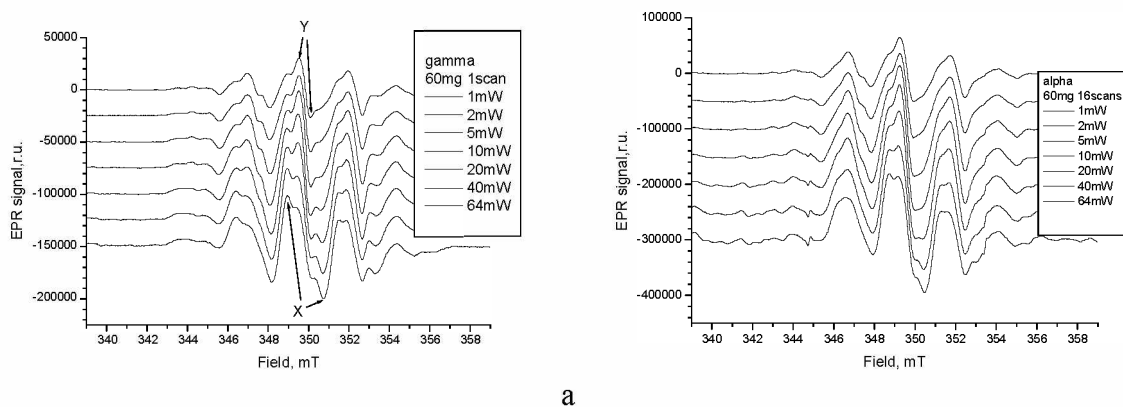 Y
50000
0
-50000
-100000
-150000
-200000
EPR signal,r.u.
gamma
60mg 1scan
1mW
2mW
5mW
10mW
20mW
40mW
64mW
X
340 342 344 346 348 350 352 354 356 358
Field, mT
100000
0
-100000
-200000
-300000
-400000
EPR signal,r.u.
alpha
60mg 16scans
1mW
2mW
5mW
10mW
20mW
40mW
64mW
340 342 344 346 348 350 352 354 356 358
Field, mT
a